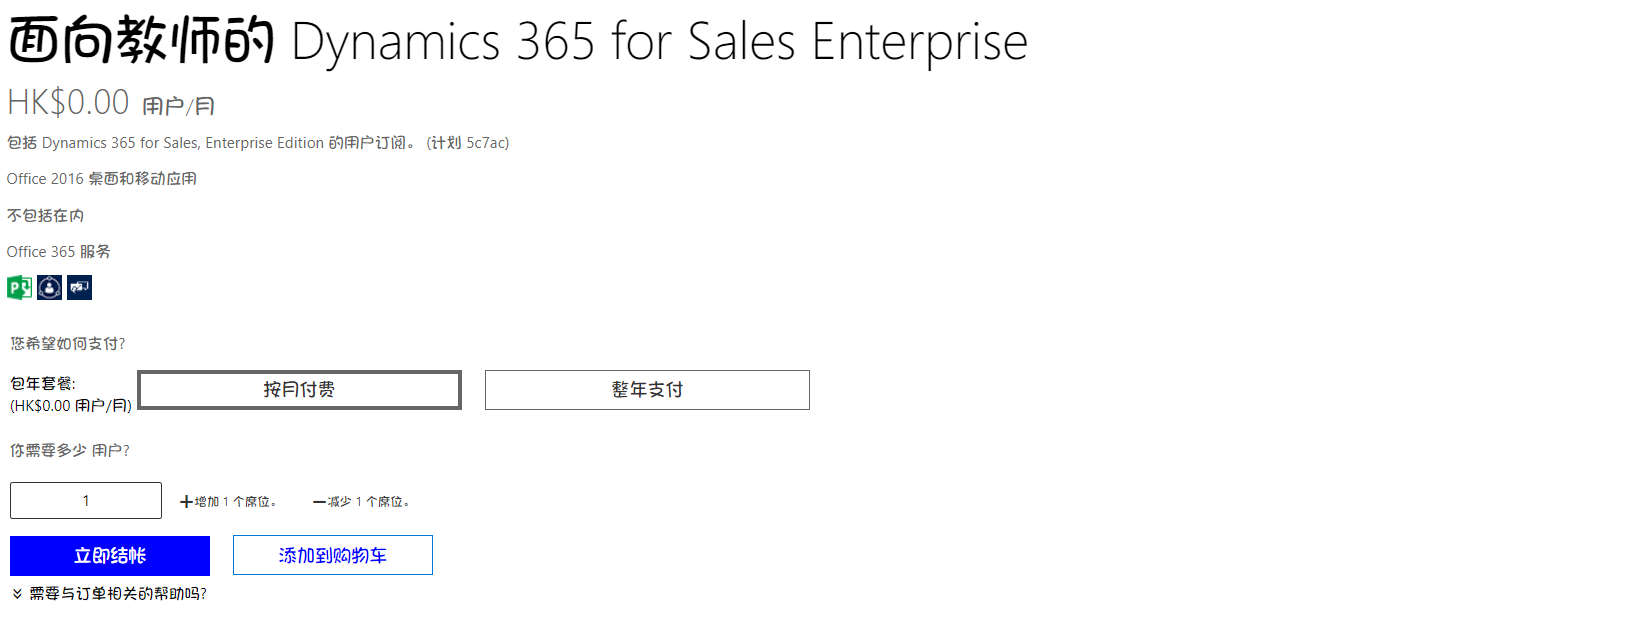 面向教师的 Dynamics 365 for Sales Enterprise
HK$0.00 用户/月
包括 Dynamics 365 for Sales, Enterprise Edition 的用户订阅。 (计划 5c7ac)
Office 2016 桌面和移动应用
不包括在内
Office 365 服务
您希望如何支付?
包年套餐:
(HK$0.00 用户/月)
按月付费
整年支付
你需要多少 用户?
1
增加 1 个席位。
减少 1 个席位。
立即结帐
添加到购物车
需要与订单相关的帮助吗?